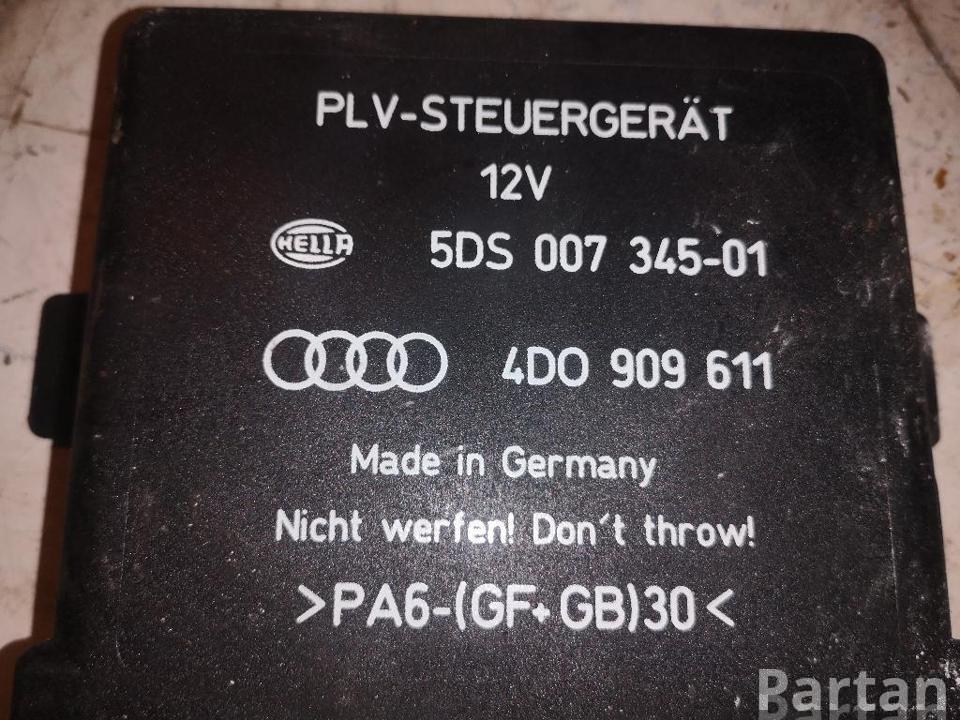 PLV-STEUERGERÄT
12V
HELLA 5DS 007 345-01
4D0 909 611
Made in Germany
Nicht werfen! Don't throw!
>PA6-(GF+GB)30<
Bartan